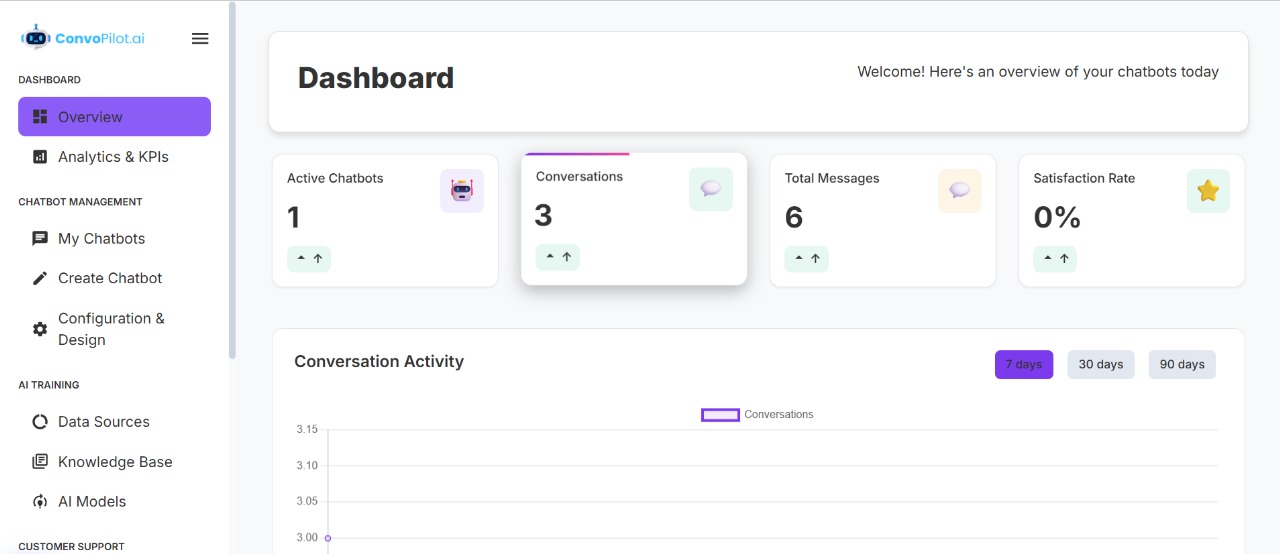 ConvoPilot.ai
DASHBOARD
Overview
Analytics & KPIs
CHATBOT MANAGEMENT
My Chatbots
Create Chatbot
Configuration &
Design
AI TRAINING
Data Sources
Knowledge Base
AI Models
CUSTOMER SUPPORT
Dashboard
Welcome! Here's an overview of your chatbots today
Active Chatbots
1
Conversations
3
Total Messages
6
Satisfaction Rate
0%
Conversation Activity
7 days
30 days
90 days
Conversations
3.15
3.10
3.05
3.00